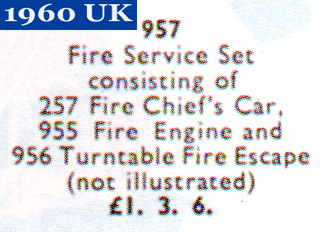 1960 UK
957
Fire Service Set
consisting of
257 Fire Chief's Car,
955 Fire Engine and
956 Turntable Fire Escape
(not illustrated)
£1. 3. 6.